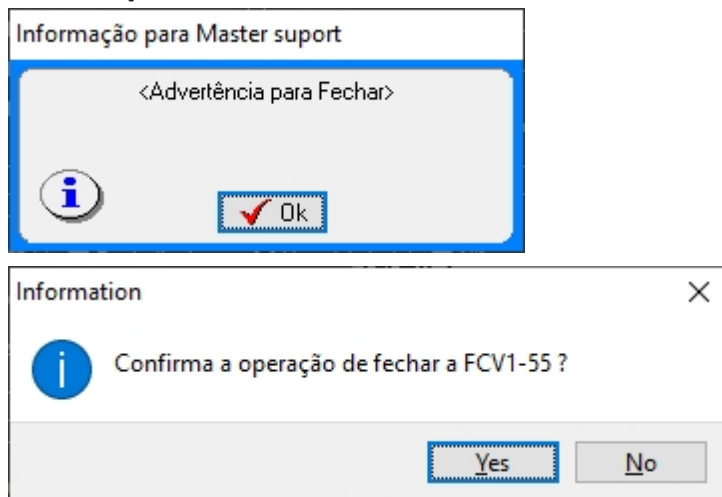 Informação para Master suport
<Advertência para Fechar>
Ok
Information
Confirma a operação de fechar a FCV1-55 ?
Yes
No